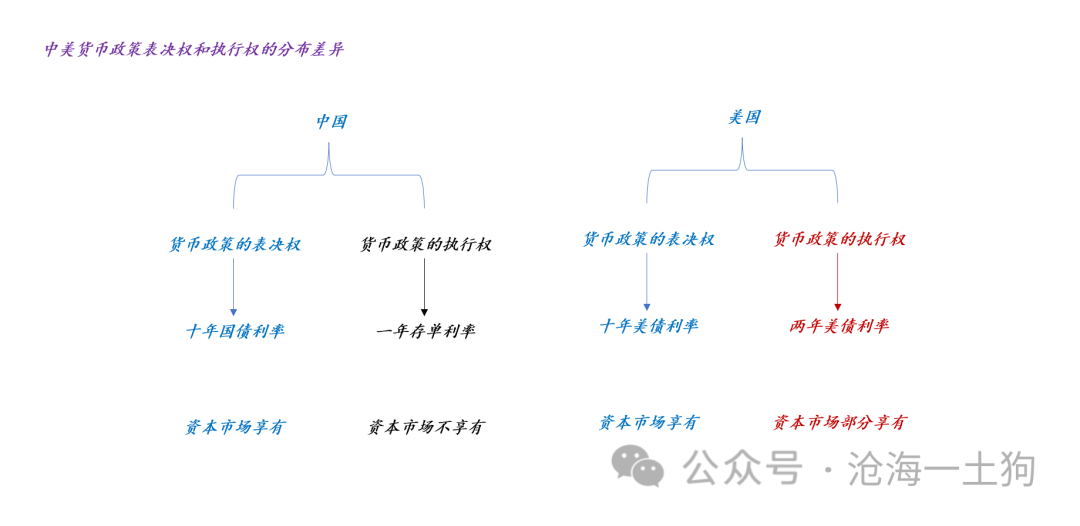 中美货币政策表决权和执行权的分布差异
中国
美国
货币政策的表决权
货币政策的执行权
货币政策的表决权
货币政策的执行权
十年国债利率
一年存单利率
十年美债利率
两年美债利率
资本市场享有
资本市场不享有
资本市场享有
资本市场部分享有
公众号 · 沧海一土狗